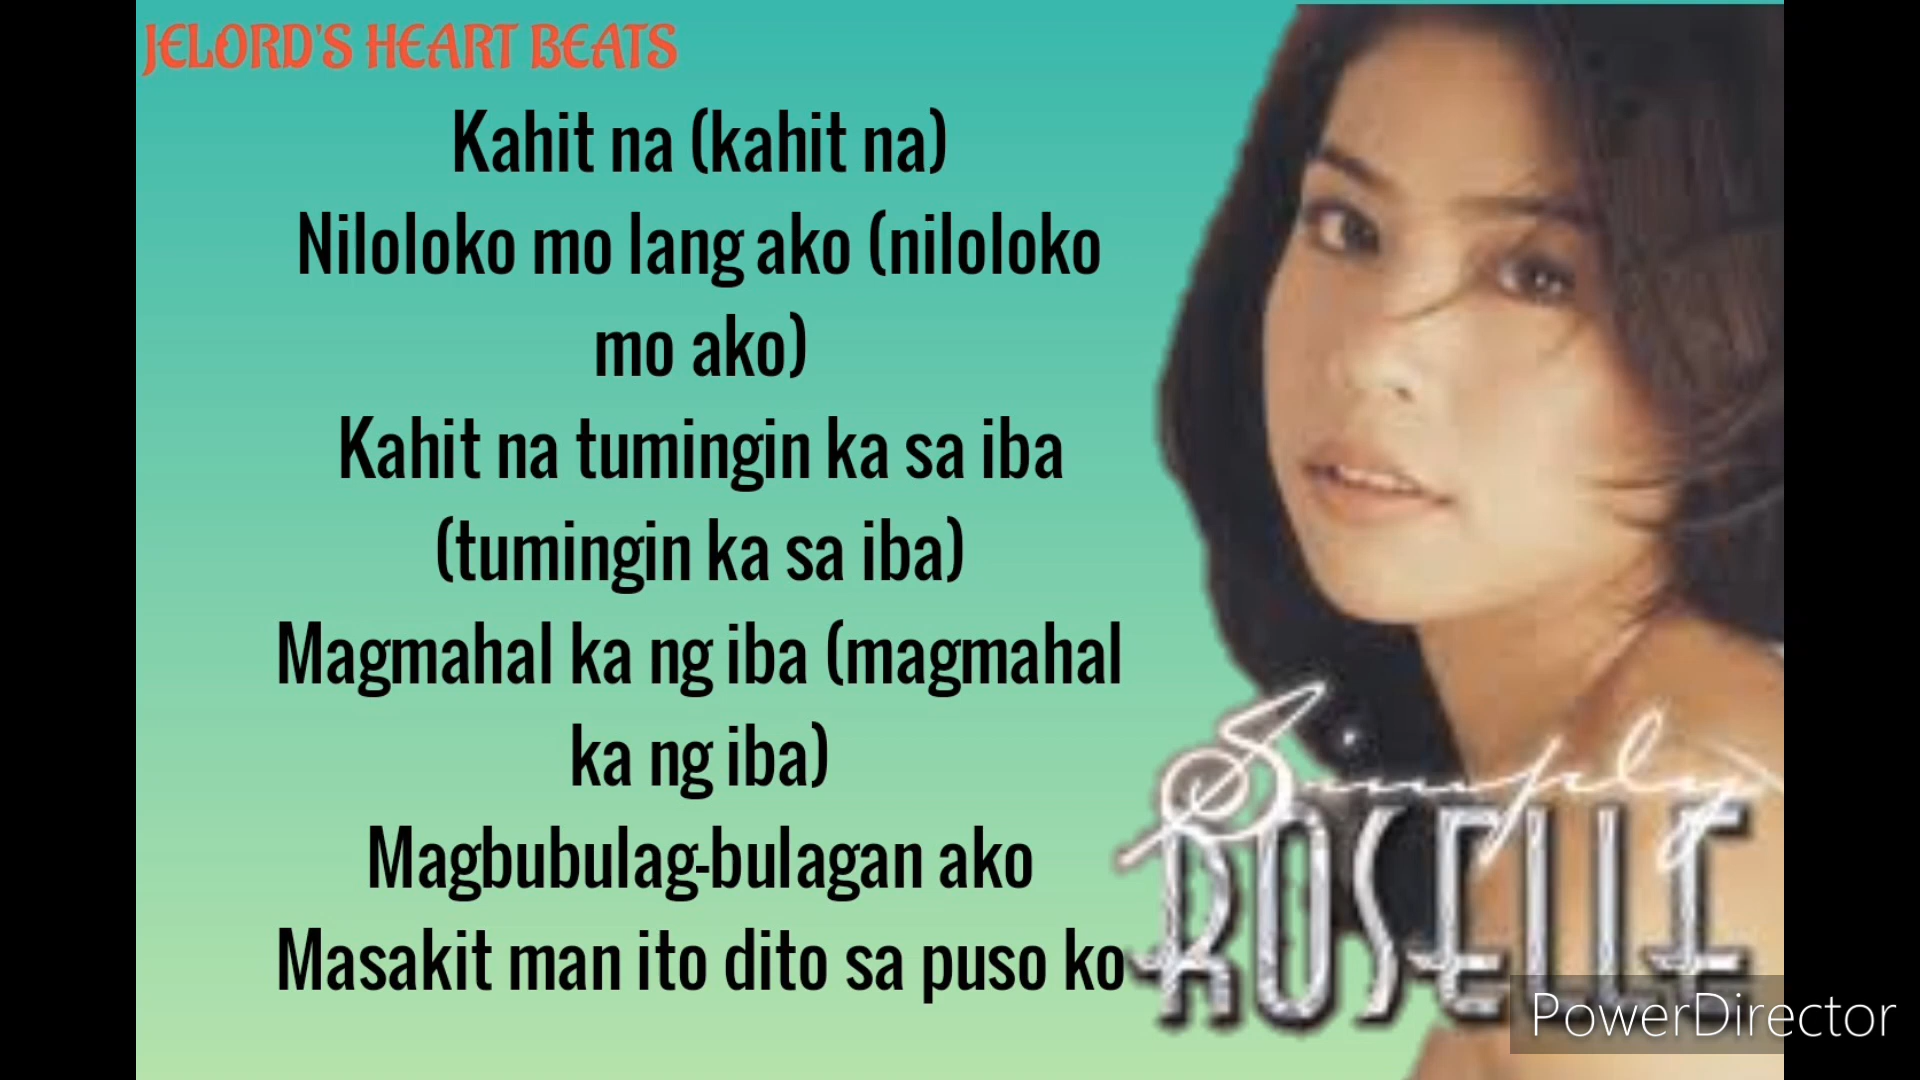 JELORD'S HEART BEATS
Kahit na (kahit na)
Niloloko mo lang ako (niloloko
mo ako)
Kahit na tumingin ka sa iba
(tumingin ka sa iba)
Magmahal ka ng iba (magmahal
ka ng iba)
Magbubulag-bulagan ako
Masakit man ito dito sa puso ko
Simply
ROSELLE
PowerDirector